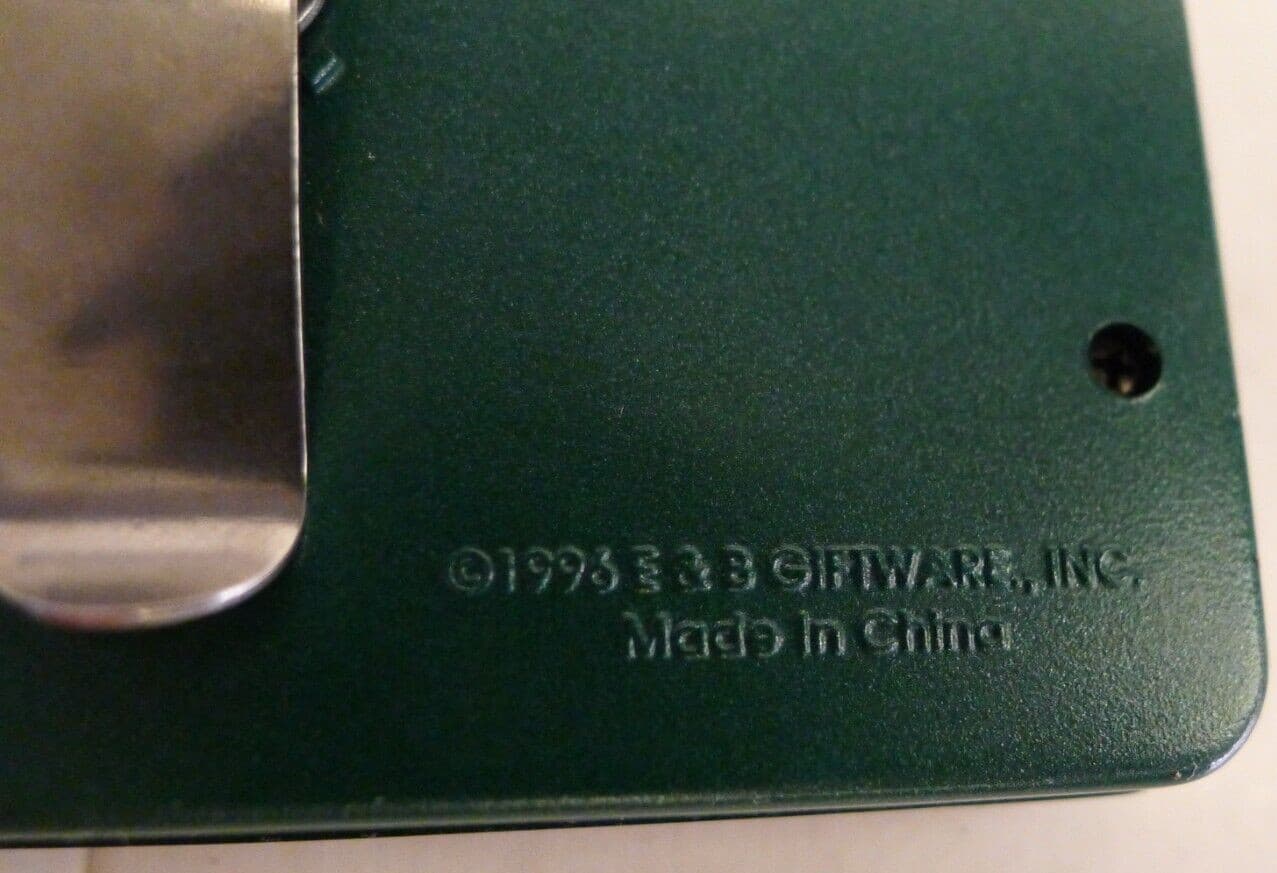 ©1996 E & B GIFTWARE., INC.
Made In China